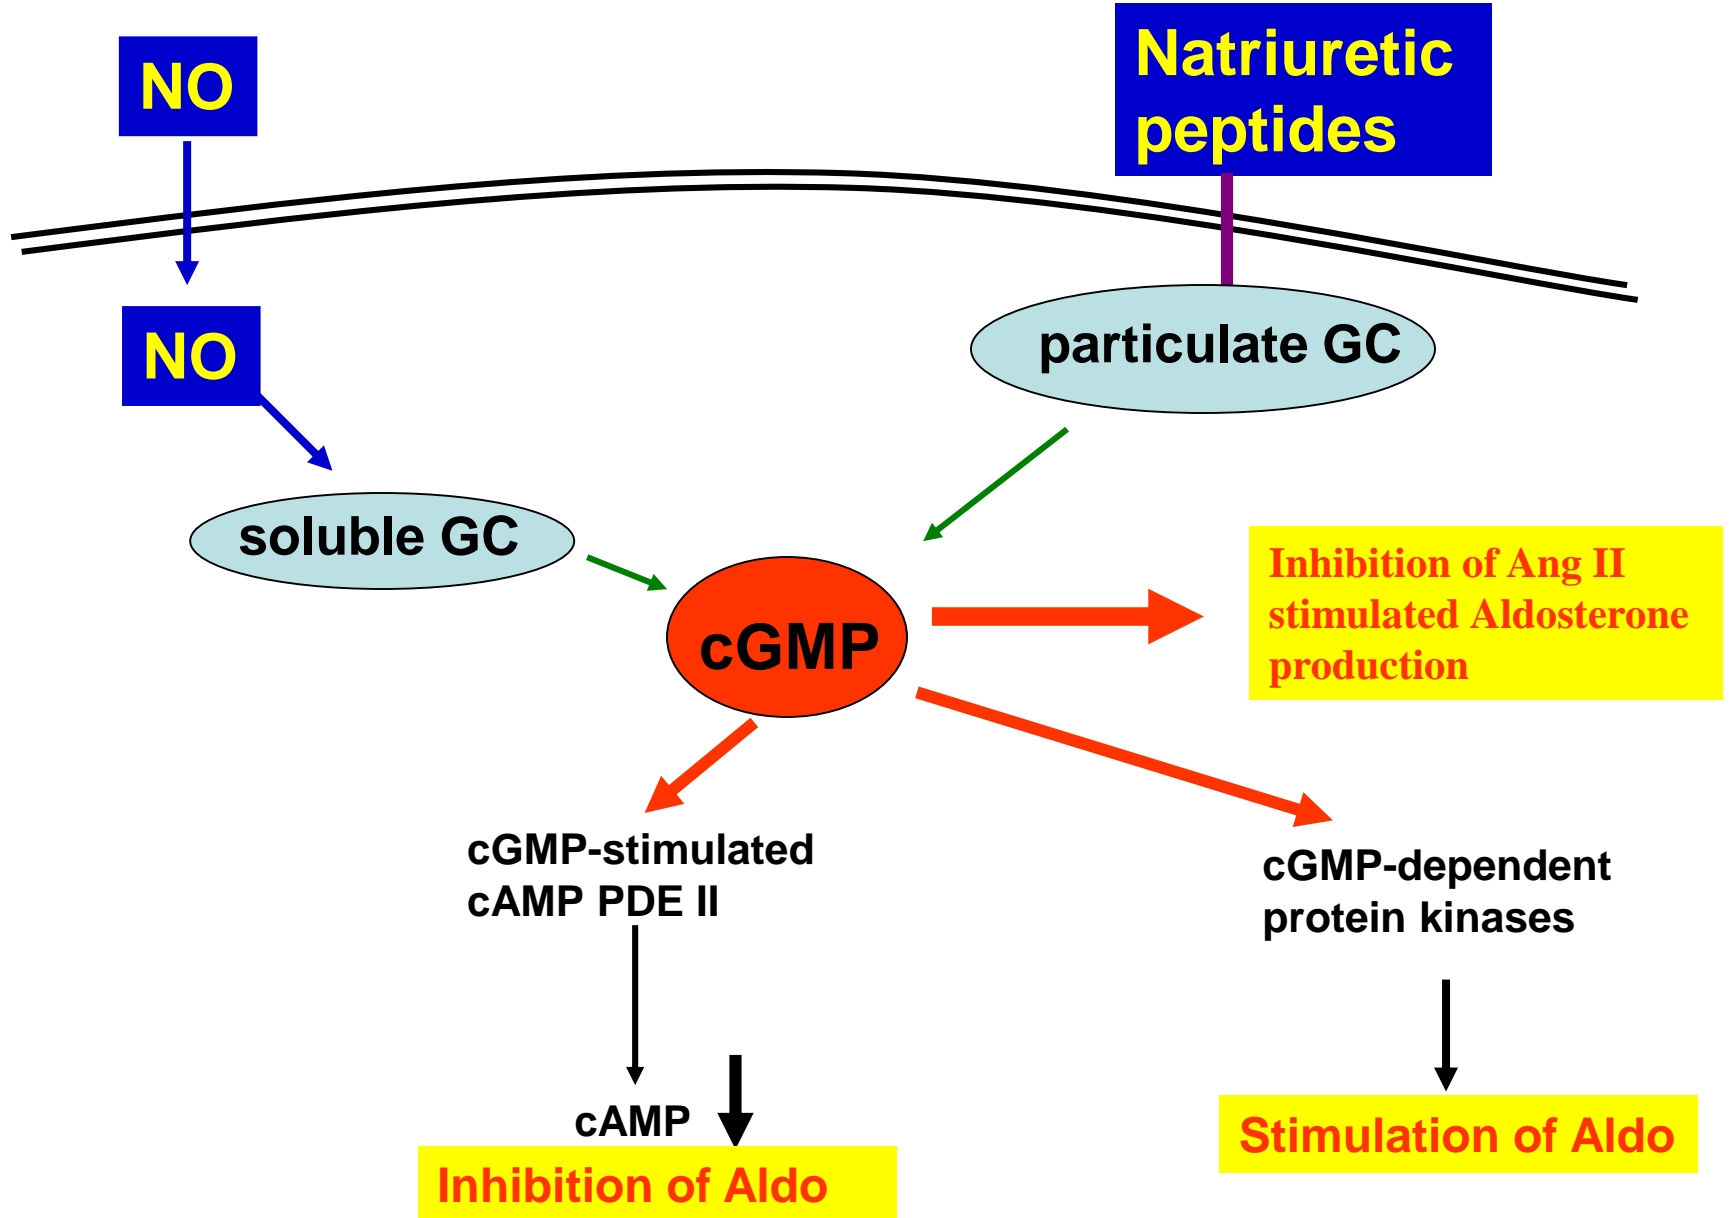 NO
Natriuretic
peptides
NO
particulate GC
soluble GC
cGMP
Inhibition of Ang II
stimulated Aldosterone
production
cGMP-stimulated
cAMP PDE II
cGMP-dependent
protein kinases
cAMP
Inhibition of Aldo
Stimulation of Aldo